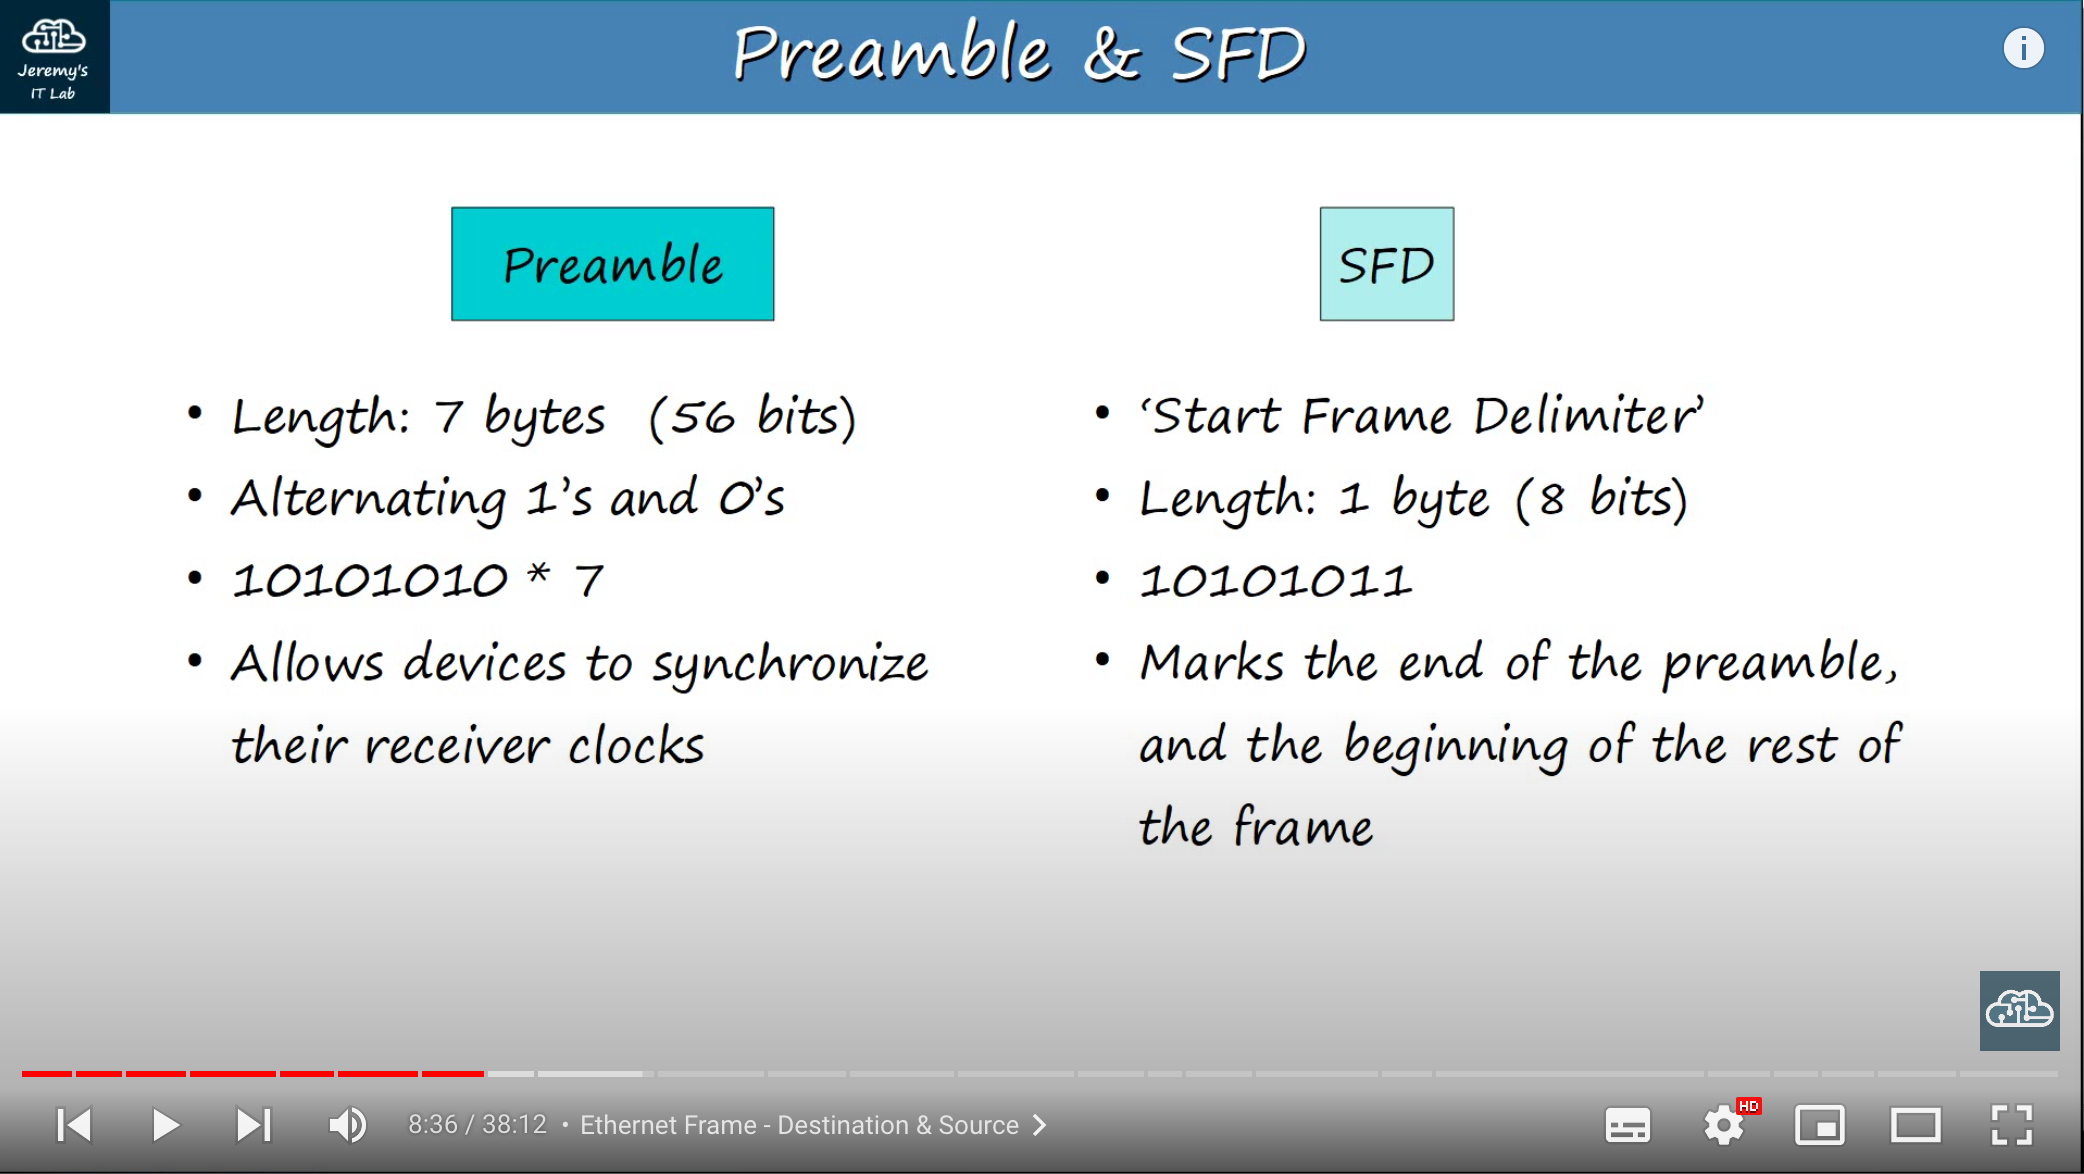 Jeremy's
IT Lab
Preamble & SFD
Preamble
• Length: 7 bytes (56 bits)
• Alternating 1's and 0's
• 10101010 * 7
• Allows devices to synchronize
their receiver clocks
SFD
• ‘Start Frame Delimiter’
• Length: 1 byte (8 bits)
• 10101011
• Marks the end of the preamble,
and the beginning of the rest of
the frame
8:36 / 38:12 • Ethernet Frame - Destination & Source
HD